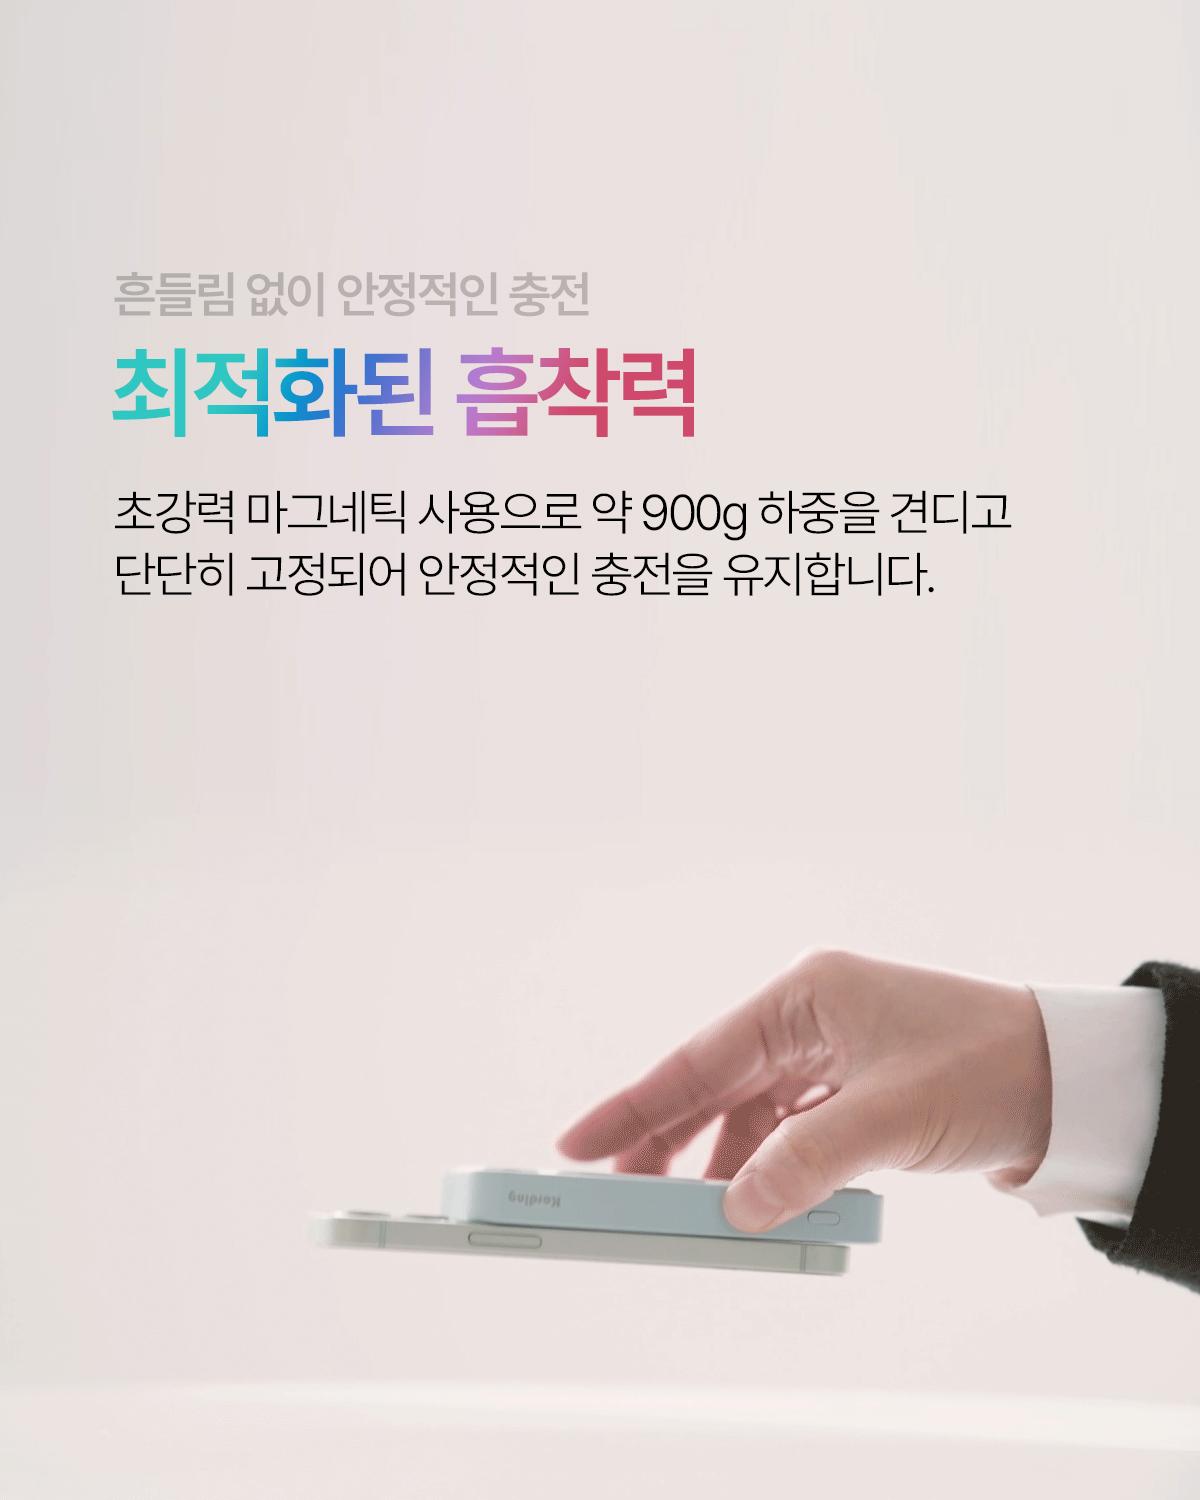 흔들림 없이 안정적인 충전
최적화된 흡착력
초강력 마그네틱 사용으로 약 900g 하중을 견디고
단단히 고정되어 안정적인 충전을 유지합니다.
Kerding